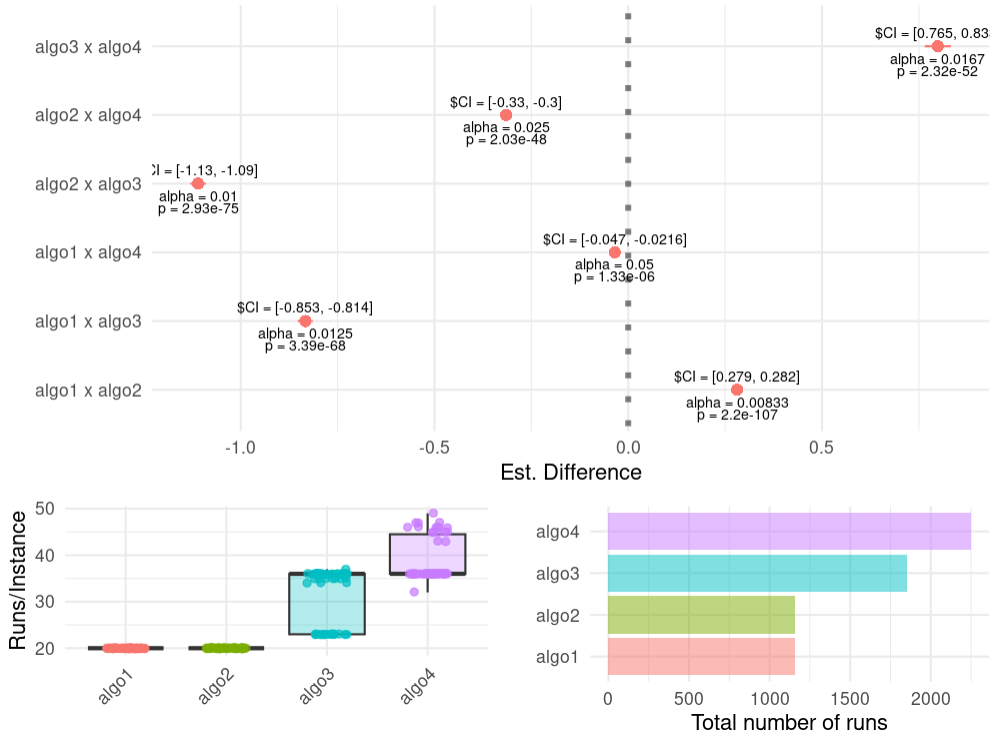 algo3 x algo4
$CI = [0.765, 0.83
alpha = 0.0167
p = 2.32e-52
algo2 x algo4
$CI = [-0.33, -0.3]
alpha = 0.025
p = 2.03e-48
algo2 x algo3
CI = [-1.13, -1.09]
alpha = 0.01
p = 2.93e-75
algo1 x algo4
$CI = [-0.047, -0.0216]
alpha = 0.05
p = 1.33e-06
algo1 x algo3
$CI = [-0.853, -0.814]
alpha = 0.0125
p = 3.39e-68
algo1 x algo2
$CI = [0.279, 0.282]
alpha = 0.00833
p = 2.2e-107
-1.0 -0.5 0.0 0.5
Est. Difference
Runs/Instance
50
40
30
20
algo1 algo2 algo3 algo4
algo4
algo3
algo2
algo1
0 500 1000 1500 2000
Total number of runs